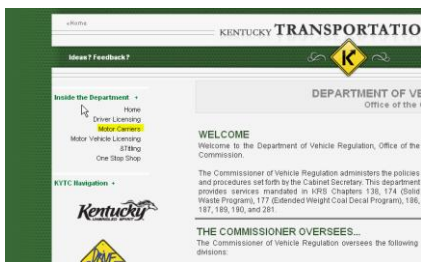 «Home
KENTUCKY TRANSPORTATIO
Ideas? Feedback?
K
Inside the Department
Home
Driver Licensing
Motor Carriers
Motor Vehicle Licensing
&Titling
One Stop Shop
KYTC Navigation
Kentucky
UNBRIDLED SPIRIT
DRIVE
DEPARTMENT OF VE
Office of the
WELCOME
Welcome to the Department of Vehicle Regulation, Office of the
Commission.
The Commissioner of Vehicle Regulation administers the policies
and procedures set forth by the Cabinet Secretary. This department
provides services mandated in KRS Chapters 138, 174 (Solid
Waste Program), 177 (Extended Weight Coal Decal Program), 186,
187, 189, 190, and 281.
THE COMMISSIONER OVERSEES...
The Commissioner of Vehicle Regulation oversees the following
divisions: